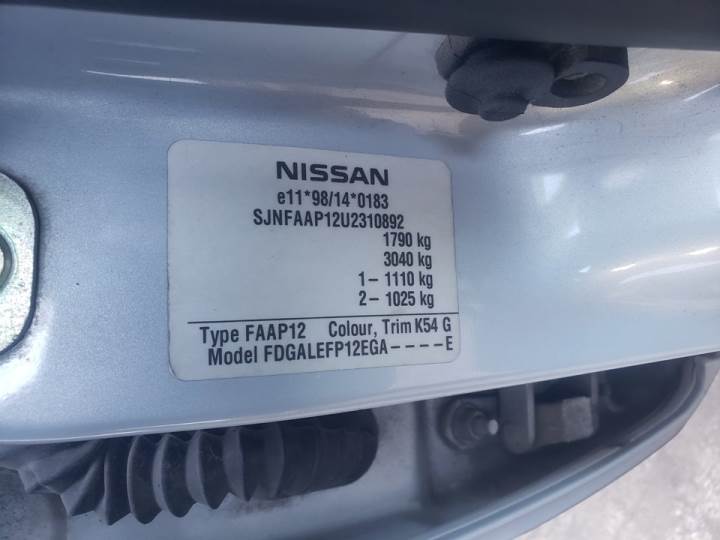 NISSAN
e11*98/14*0183
SJNFAAP12U2310892
1790 kg
3040 kg
1– 1110 kg
2– 1025 kg
Type FAAP12 Colour, Trim K54 G
Model FDGALEFP12EGA––––E